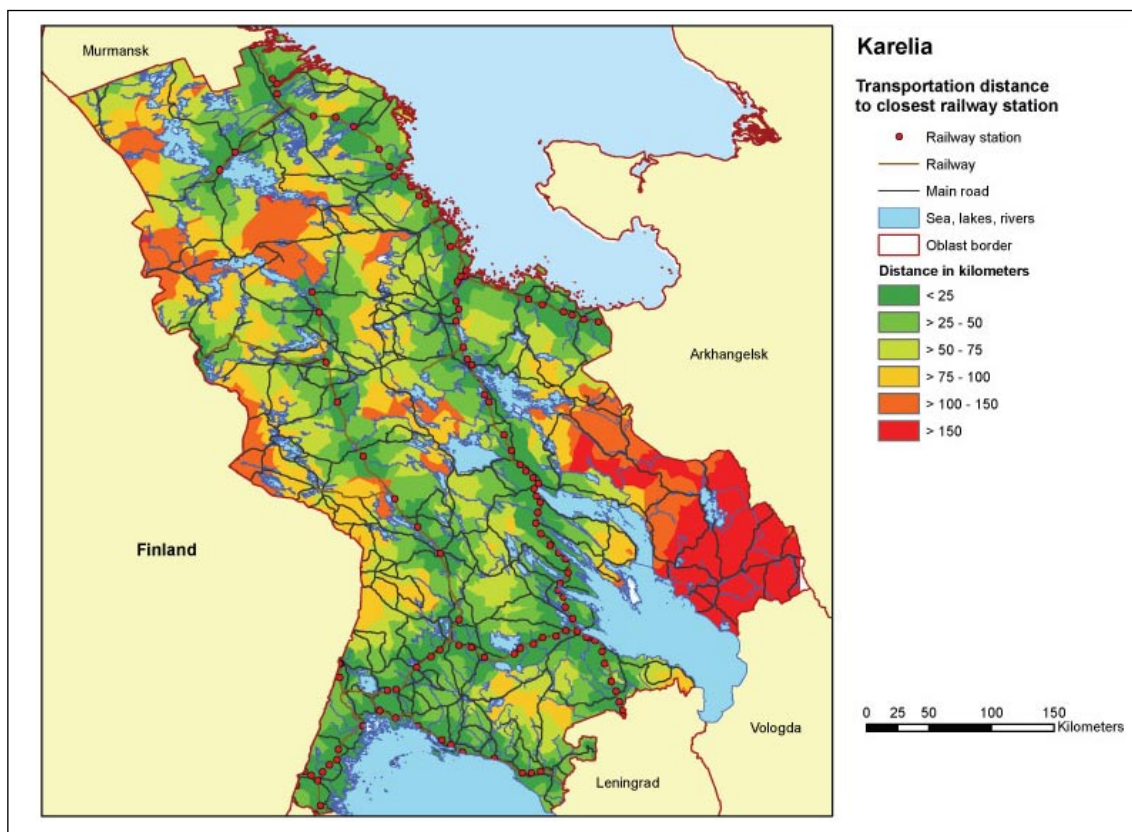 Murmansk
Arkhangelsk
Finland
Vologda
Leningrad
Karelia
Transportation distance
to closest railway station
Railway station
Railway
Main road
Sea, lakes, rivers
Oblast border
Distance in kilometers
< 25
> 25 - 50
> 50 - 75
> 75 - 100
> 100 - 150
> 150
0 25 50 100 150
Kilometers